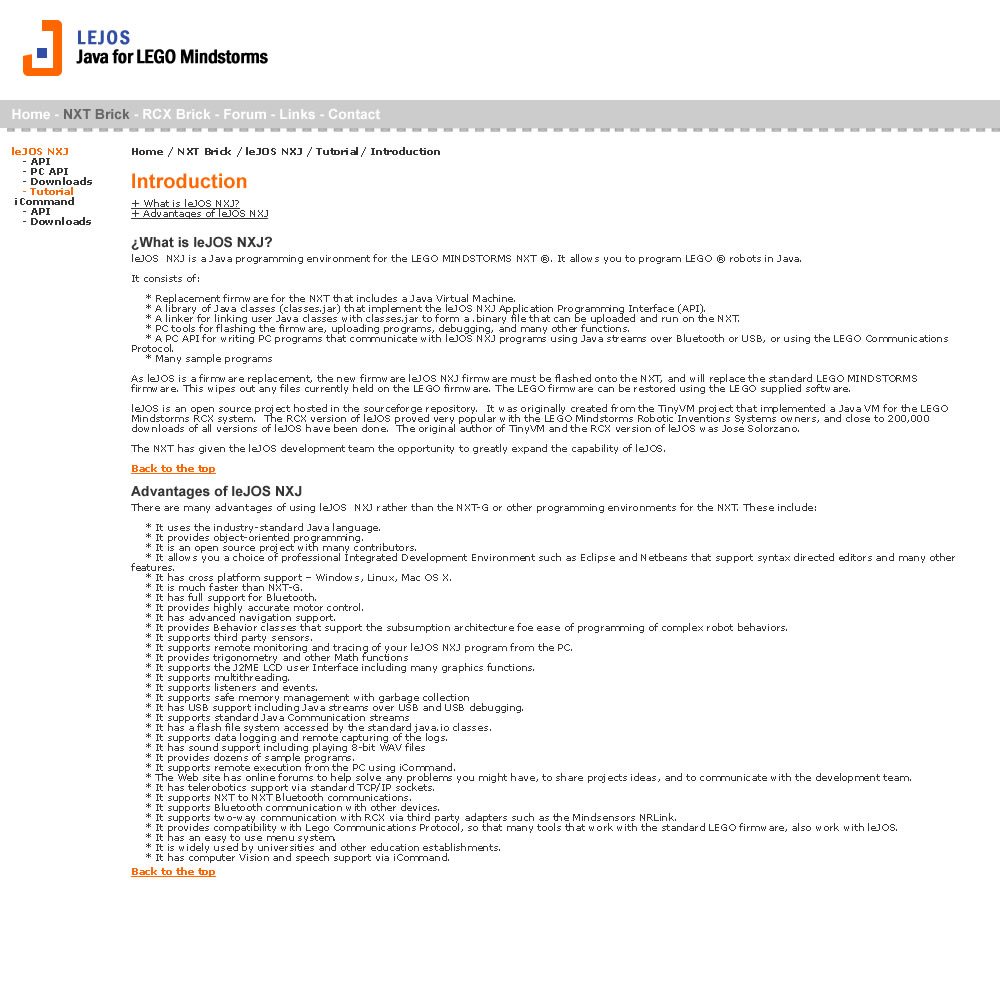 LEJOS
Java for LEGO Mindstorms
Home - NXT Brick - RCX Brick - Forum - Links - Contact
leJOS NXJ
- API
- PC API
- Downloads
- Tutorial
iCommand
- API
- Downloads
Home / NXT Brick / leJOS NXJ / Tutorial / Introduction
Introduction
+ What is leJOS NXJ?
+ Advantages of leJOS NXJ
¿What is leJOS NXJ?
leJOS NXJ is a Java programming environment for the LEGO MINDSTORMS NXT ®. It allows you to program LEGO ® robots in Java.
It consists of:
* Replacement firmware for the NXT that includes a Java Virtual Machine.
* A library of Java classes (classes.jar) that implement the leJOS NXJ Application Programming Interface (API).
* A linker for linking user Java classes with classes.jar to form a .binary file that can be uploaded and run on the NXT.
* PC tools for flashing the firmware, uploading programs, debugging, and many other functions.
* A PC API for writing PC programs that communicate with leJOS NXJ programs using Java streams over Bluetooth or USB, or using the LEGO Communications
Protocol.
* Many sample programs
As leJOS is a firmware replacement, the new firmware leJOS NXJ firmware must be flashed onto the NXT, and will replace the standard LEGO MINDSTORMS
firmware. This wipes out any files currently held on the LEGO firmware. The LEGO firmware can be restored using the LEGO supplied software.
leJOS is an open source project hosted in the sourceforge repository. It was originally created from the TinyVM project that implemented a Java VM for the LEGO
Mindstorms RCX system. The RCX version of leJOS proved very popular with the LEGO Mindstorms Robotic Inventions Systems owners, and close to 200,000
downloads of all versions of leJOS have been done. The original author of TinyVM and the RCX version of leJOS was Jose Solorzano.
The NXT has given the leJOS development team the opportunity to greatly expand the capability of leJOS.
Back to the top
Advantages of leJOS NXJ
There are many advantages of using leJOS NXJ rather than the NXT-G or other programming environments for the NXT. These include:
* It uses the industry-standard Java language.
* It provides object-oriented programming.
* It is an open source project with many contributors.
* It allows you a choice of professional Integrated Development Environment such as Eclipse and Netbeans that support syntax directed editors and many other
features.
* It has cross platform support – Windows, Linux, Mac OS X.
* It is much faster than NXT-G.
* It has full support for Bluetooth.
* It provides highly accurate motor control.
* It has advanced navigation support.
* It provides Behavior classes that support the subsumption architecture foe ease of programming of complex robot behaviors.
* It supports third party sensors.
* It supports remote monitoring and tracing of your leJOS NXJ program from the PC.
* It provides trigonometry and other Math functions
* It supports the J2ME LCD user Interface including many graphics functions.
* It supports multithreading.
* It supports listeners and events.
* It supports safe memory management with garbage collection
* It has USB support including Java streams over USB and USB debugging.
* It supports standard Java Communication streams
* It has a flash file system accessed by the standard java.io classes.
* It supports data logging and remote capturing of the logs.
* It has sound support including playing 8-bit WAV files
* It provides dozens of sample programs.
* It supports remote execution from the PC using iCommand.
* The Web site has online forums to help solve any problems you might have, to share projects ideas, and to communicate with the development team.
* It has telerobotics support via standard TCP/IP sockets.
* It supports NXT to NXT Bluetooth communications.
* It supports Bluetooth communication with other devices.
* It supports two-way communication with RCX via third party adapters such as the Mindsensors NRLink.
* It provides compatibility with Lego Communications Protocol, so that many tools that work with the standard LEGO firmware, also work with leJOS.
* It has an easy to use menu system.
* It is widely used by universities and other education establishments.
* It has computer Vision and speech support via iCommand.
Back to the top